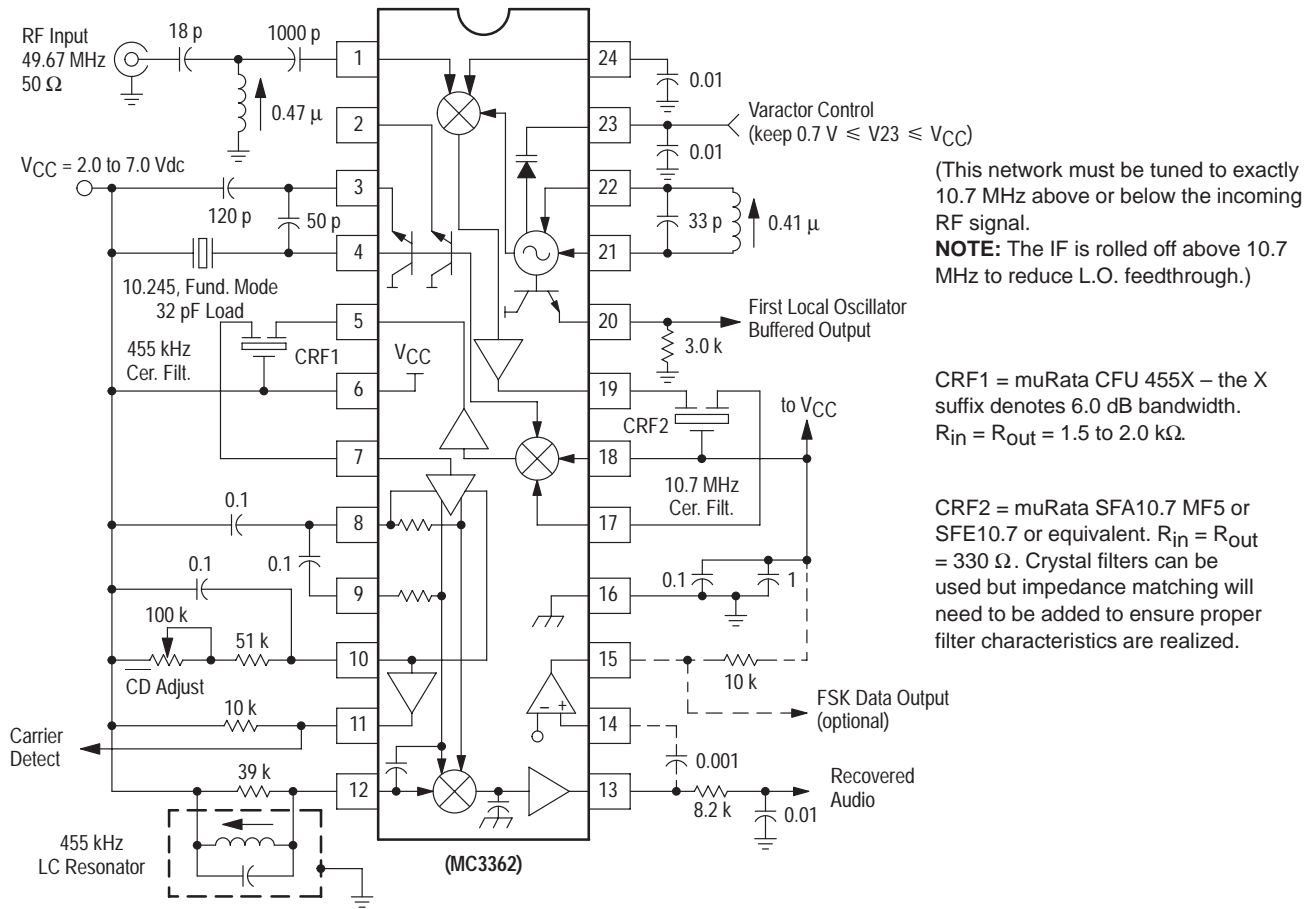 RF Input
49.67 MHz
50 Ω
18 p
1000 p
0.47 µ
VCC = 2.0 to 7.0 Vdc
120 p
50 p
10.245, Fund. Mode
32 pF Load
455 kHz
Cer. Filt.
CRF1
0.1
0.1
0.1
100 k
51 k
CD Adjust
10 k
Carrier
Detect
39 k
455 kHz
LC Resonator
1
2
3
4
5
6
7
8
9
10
11
12
VCC
– +
(MC3362)
24
23
22
21
20
19
18
17
16
15
14
13
0.01
Varactor Control
(keep 0.7 V ≤ V23 ≤ VCC)
0.01
33 p
0.41 µ
First Local Oscillator
Buffered Output
3.0 k
to VCC
CRF2
10.7 MHz
Cer. Filt.
0.1
1
10 k
FSK Data Output
(optional)
0.001
Recovered
Audio
8.2 k
0.01
(This network must be tuned to exactly
10.7 MHz above or below the incoming
RF signal.
NOTE: The IF is rolled off above 10.7
MHz to reduce L.O. feedthrough.)
CRF1 = muRata CFU 455X – the X
suffix denotes 6.0 dB bandwidth.
Rin = Rout = 1.5 to 2.0 kΩ.
CRF2 = muRata SFA10.7 MF5 or
SFE10.7 or equivalent. Rin = Rout
= 330 Ω. Crystal filters can be
used but impedance matching will
need to be added to ensure proper
filter characteristics are realized.